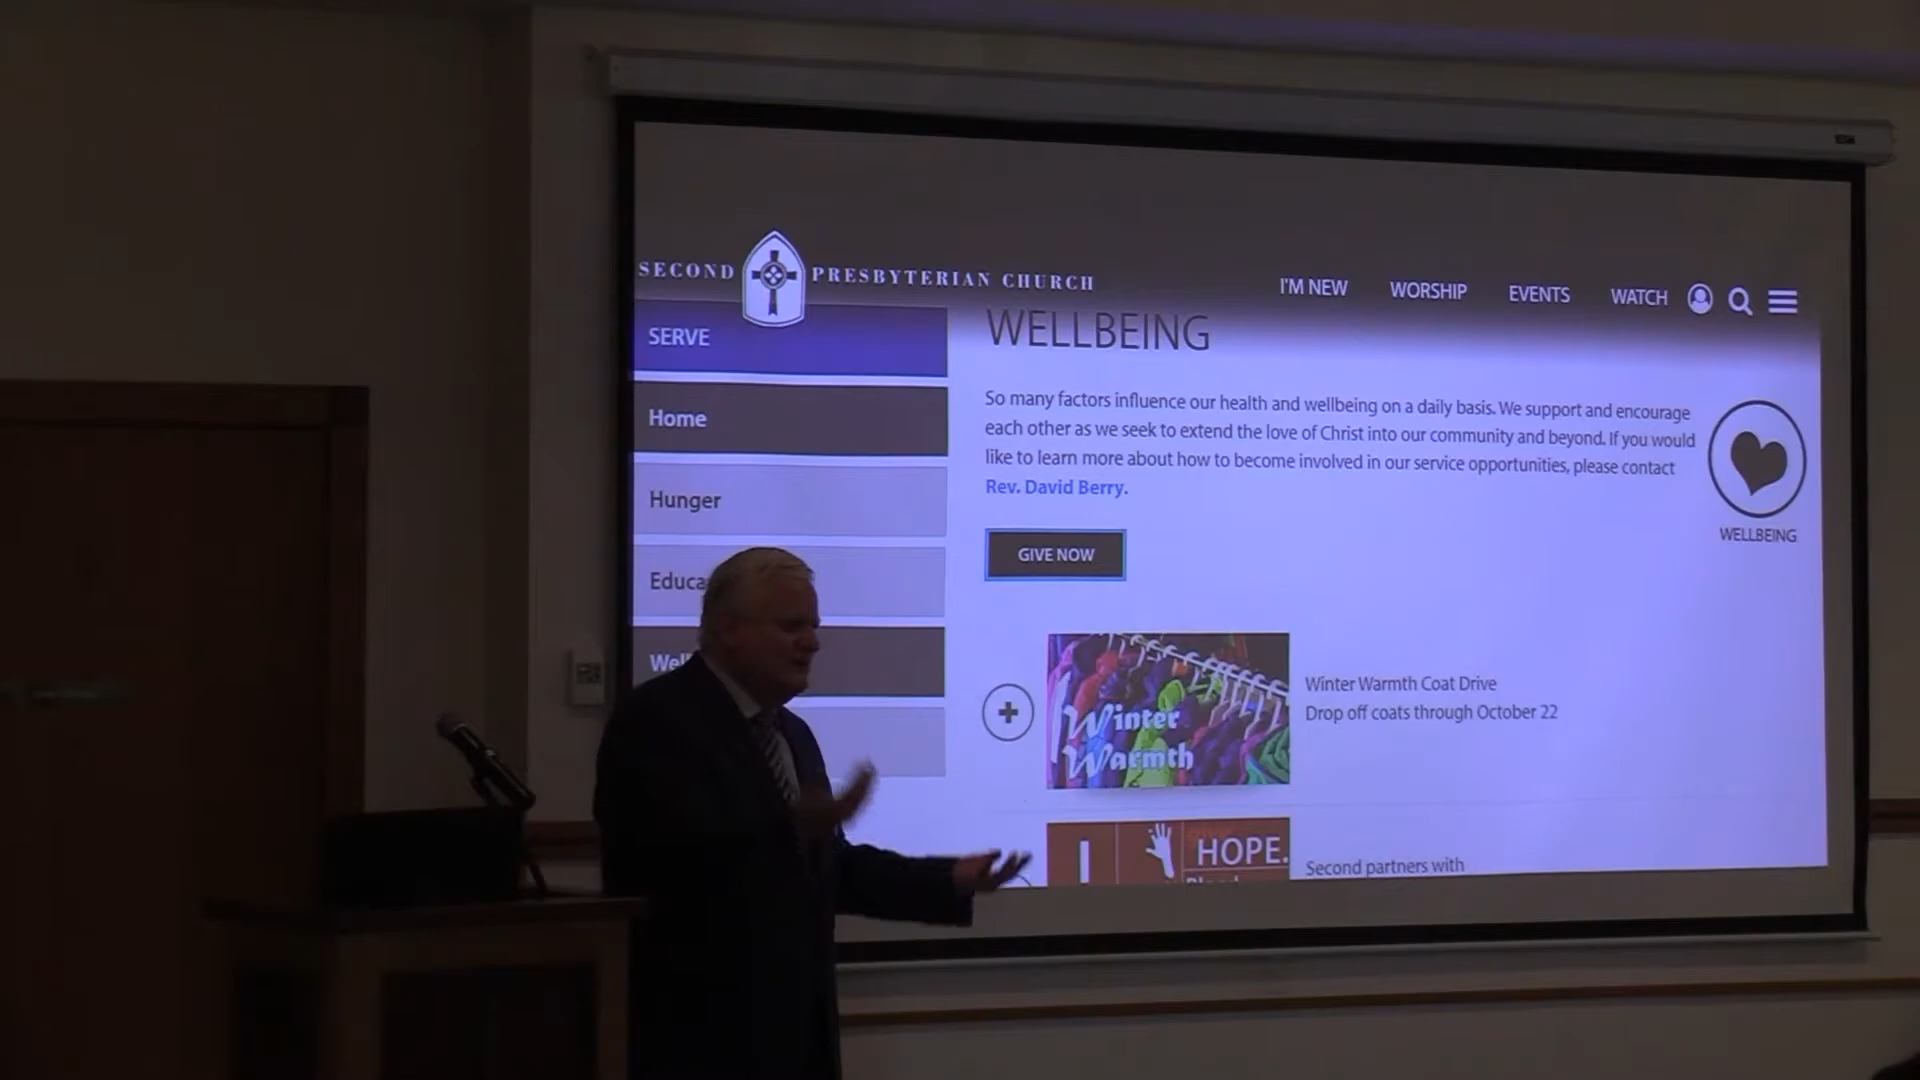 SECOND PRESBYTERIAN CHURCH
I'M NEW WORSHIP EVENTS WATCH
SERVE
Home
Hunger
Educa
Wel
WELLBEING
So many factors influence our health and wellbeing on a daily basis. We support and encourage
each other as we seek to extend the love of Christ into our community and beyond. If you would
like to learn more about how to become involved in our service opportunities, please contact
Rev. David Berry.
WELLBEING
GIVE NOW
Winter
Warmth
Winter Warmth Coat Drive
Drop off coats through October 22
I give
HOPE.
Second partners with